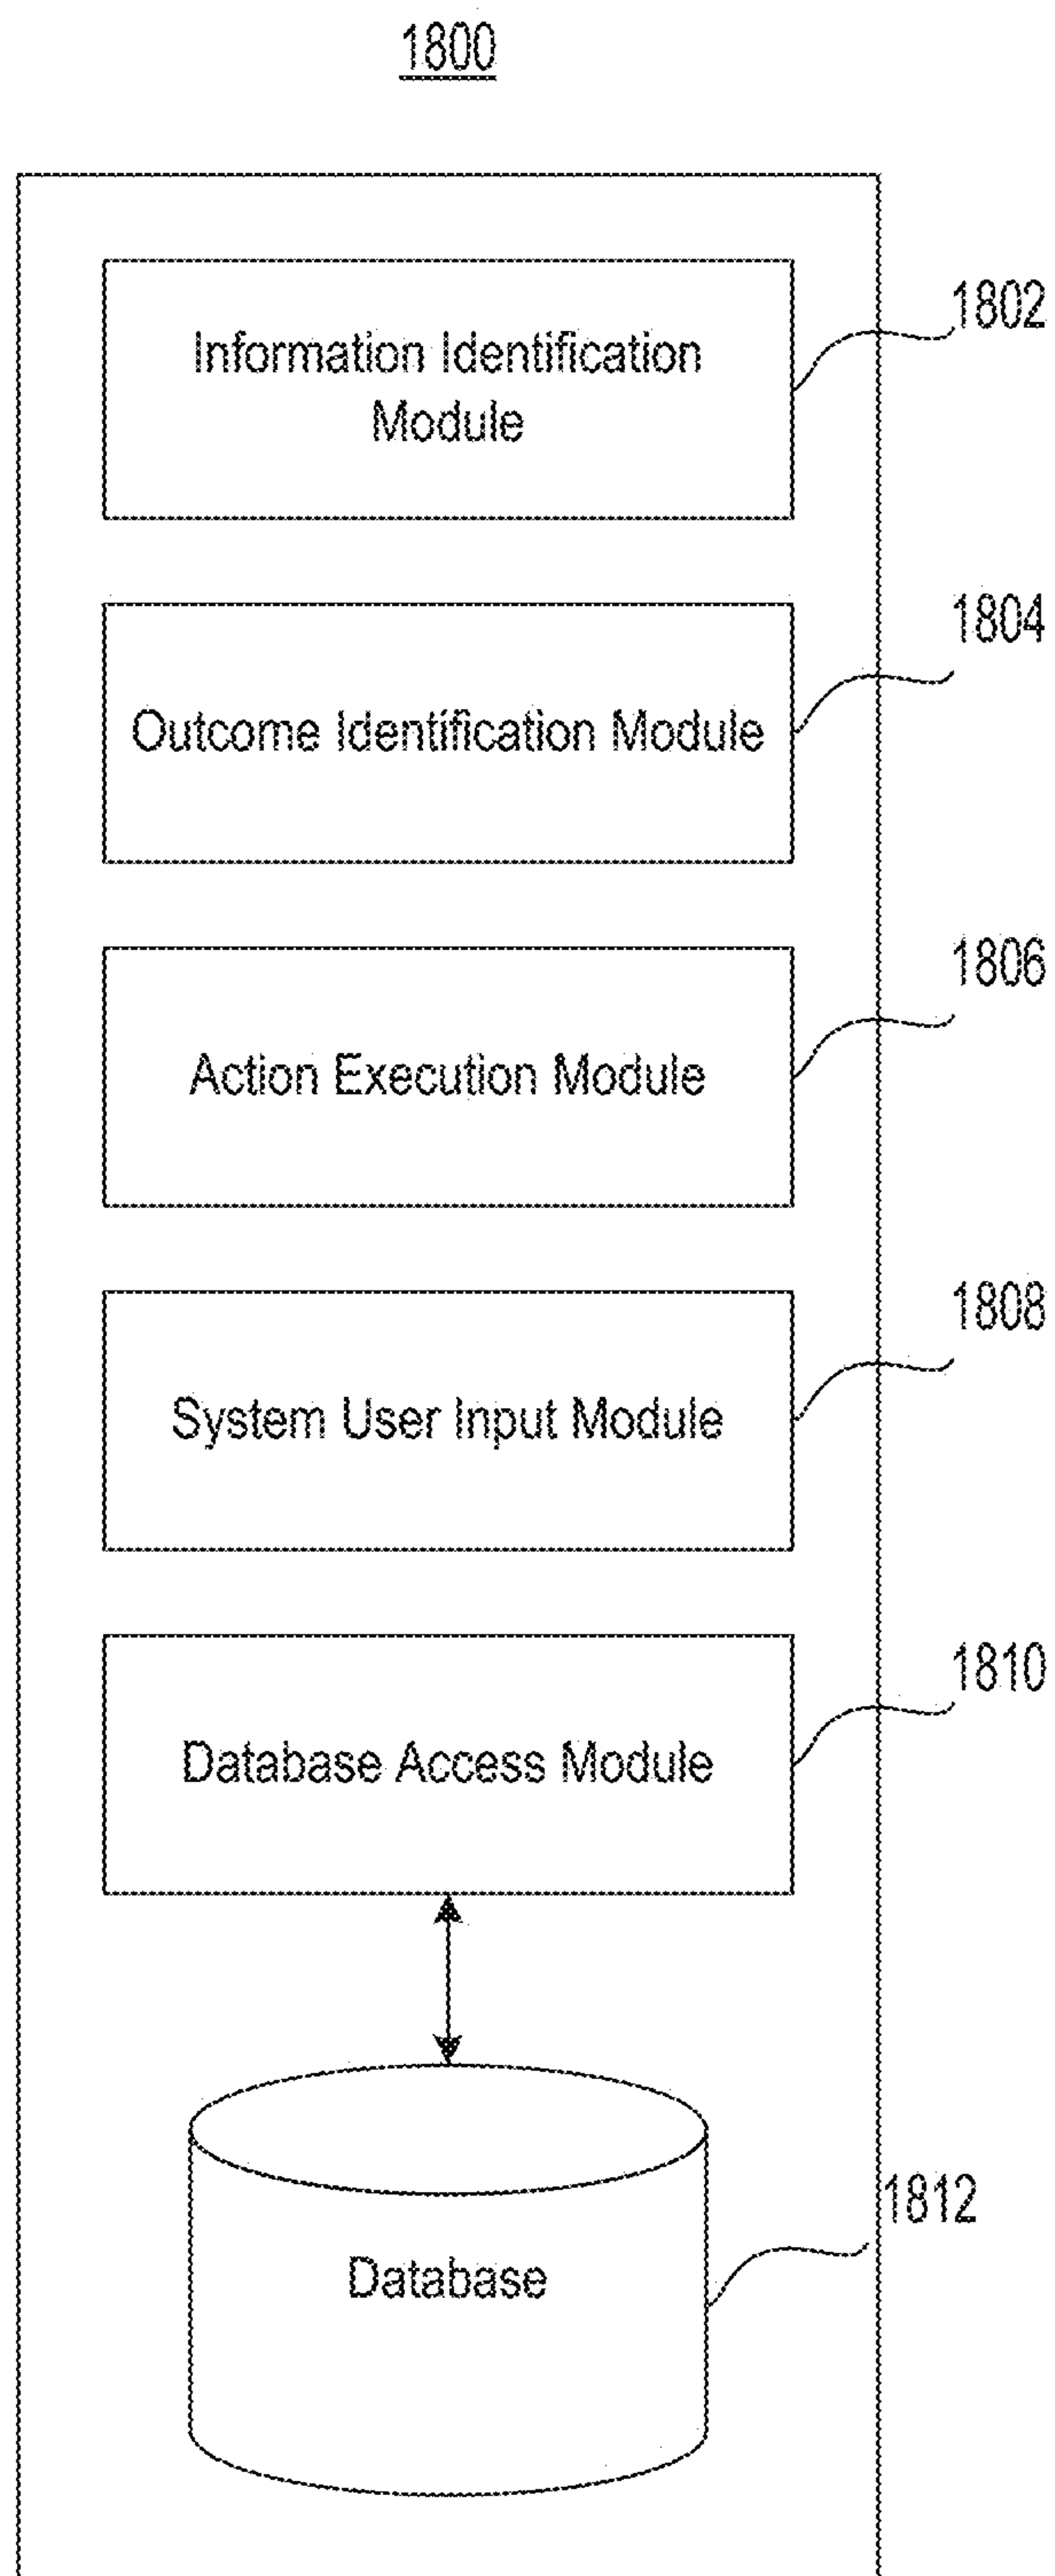 1800
1802
Information Identification
Module
1804
Outcome Identification Module
1806
Action Execution Module
1808
System User Input Module
1810
Database Access Module
1812
Database